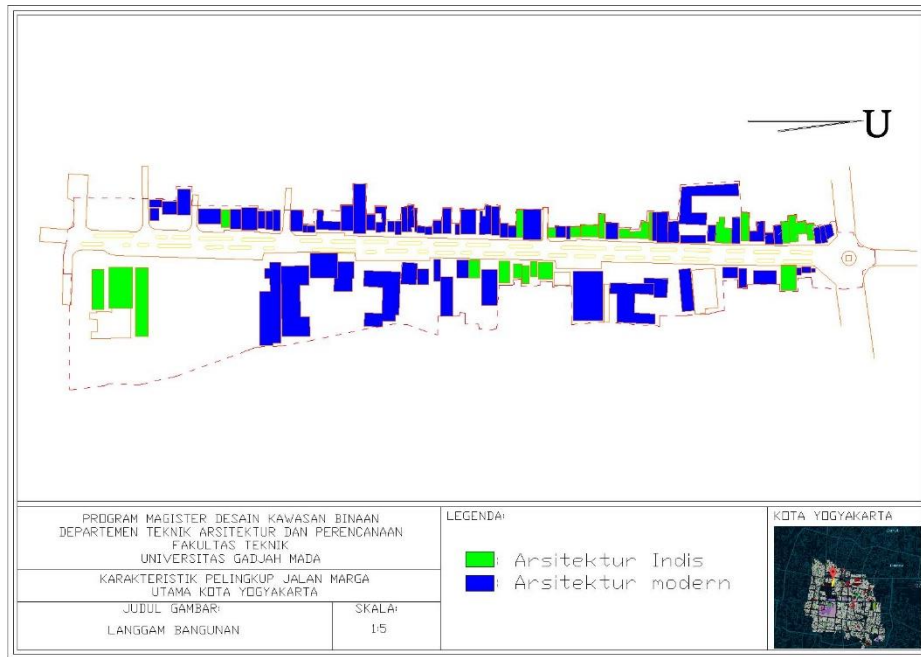 U
PROGRAM MAGISTER DESAIN KAWASAN BINAAN
DEPARTEMEN TEKNIK ARSITEKTUR DAN PERENCANAAN
FAKULTAS TEKNIK
UNIVERSITAS GADJAH MADA
KARAKTERISTIK PELINGKUP JALAN MARGA
UTAMA KOTA YOGYAKARTA
JUDUL GAMBAR:
LANGGAM BANGUNAN
SKALA:
1:5
LEGENDA:
: Arsitektur Indis
: Arsitektur modern
KOTA YOGYAKARTA